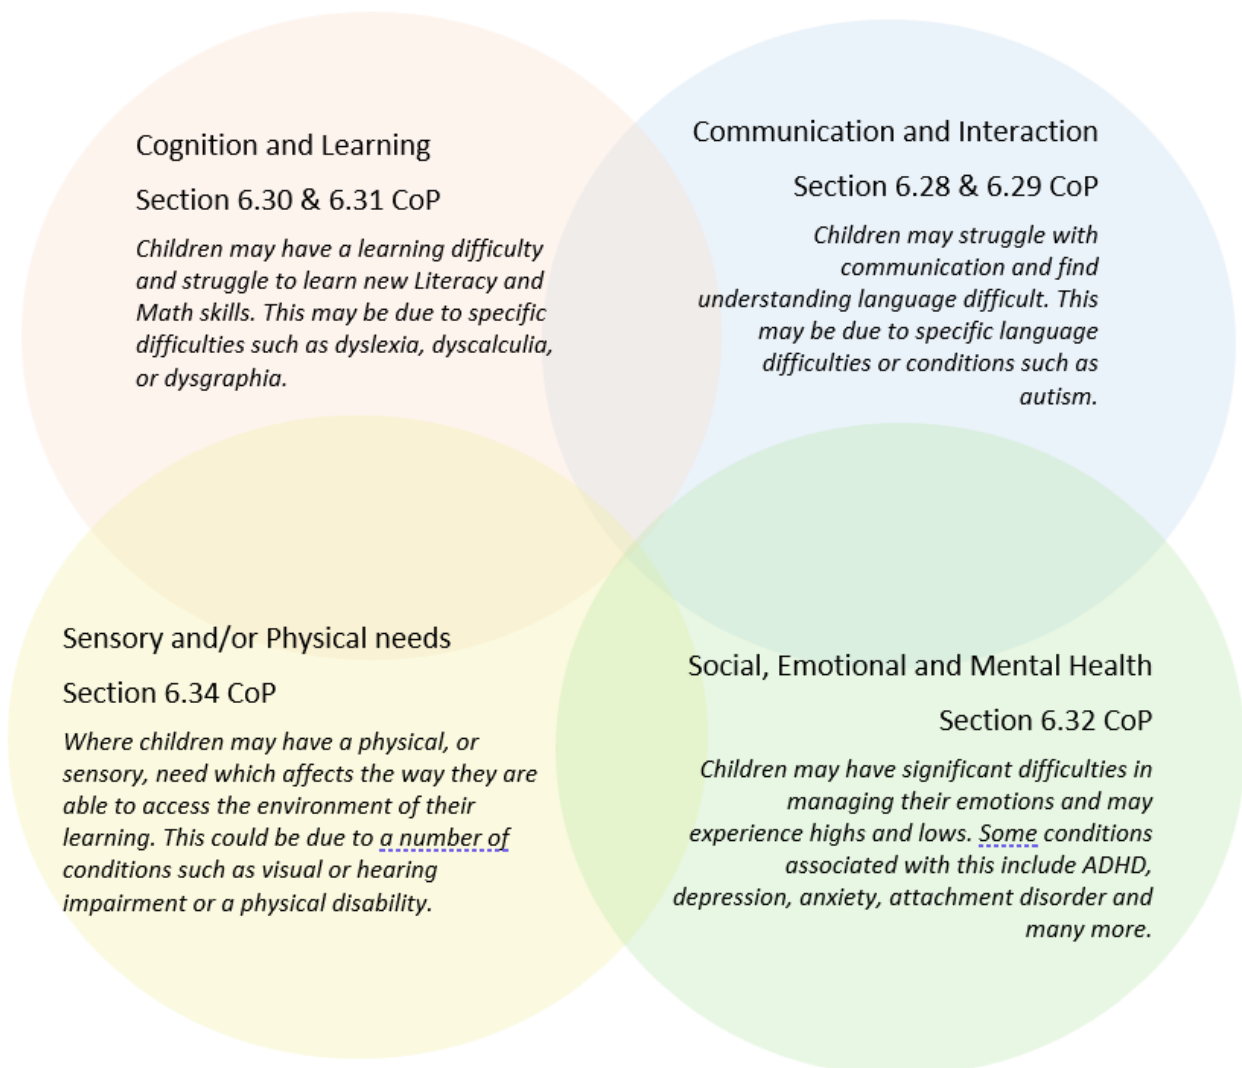 Cognition and Learning
Section 6.30 & 6.31 CoP
Children may have a learning difficulty
and struggle to learn new Literacy and
Math skills. This may be due to specific
difficulties such as dyslexia, dyscalculia,
or dysgraphia.
Communication and Interaction
Section 6.28 & 6.29 CoP
Children may struggle with
communication and find
understanding language difficult. This
may be due to specific language
difficulties or conditions such as
autism.
Sensory and/or Physical needs
Section 6.34 CoP
Where children may have a physical, or
sensory, need which affects the way they are
able to access the environment of their
learning. This could be due to a number of
conditions such as visual or hearing
impairment or a physical disability.
Social, Emotional and Mental Health
Section 6.32 CoP
Children may have significant difficulties in
managing their emotions and may
experience highs and lows. Some conditions
associated with this include ADHD,
depression, anxiety, attachment disorder and
many more.